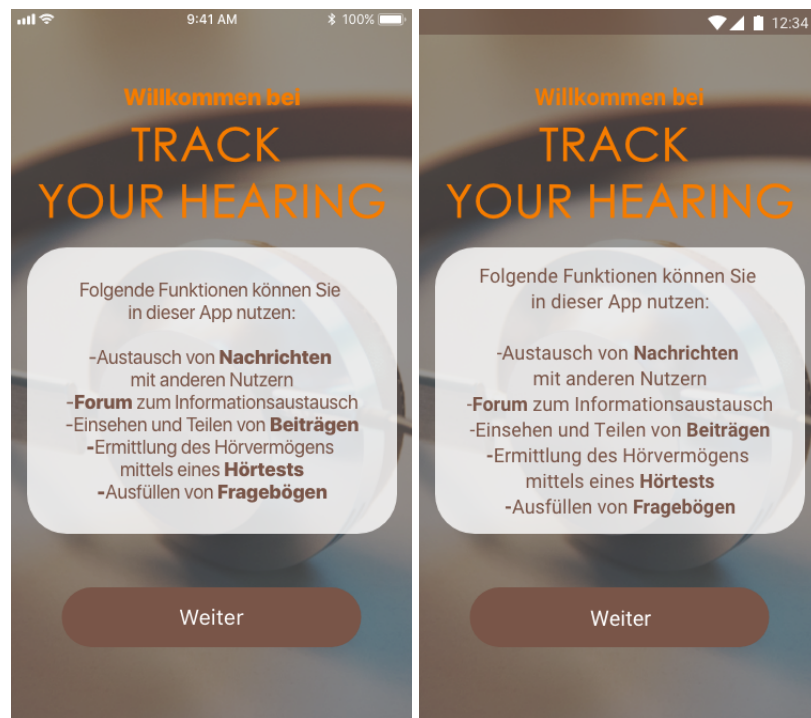 9:41 AM
100%
Willkommen bei
TRACK
YOUR HEARING
Folgende Funktionen können Sie
in dieser App nutzen:
-Austausch von Nachrichten
mit anderen Nutzern
-Forum zum Informationsaustausch
-Einsehen und Teilen von Beiträgen
-Ermittlung des Hörvermögens
mittels eines Hörtests
-Ausfüllen von Fragebögen
Weiter
12:34
Willkommen bei
TRACK
YOUR HEARING
Folgende Funktionen können Sie
in dieser App nutzen:
-Austausch von Nachrichten
mit anderen Nutzern
-Forum zum Informationsaustausch
-Einsehen und Teilen von Beiträgen
-Ermittlung des Hörvermögens
mittels eines Hörtests
-Ausfüllen von Fragebögen
Weiter